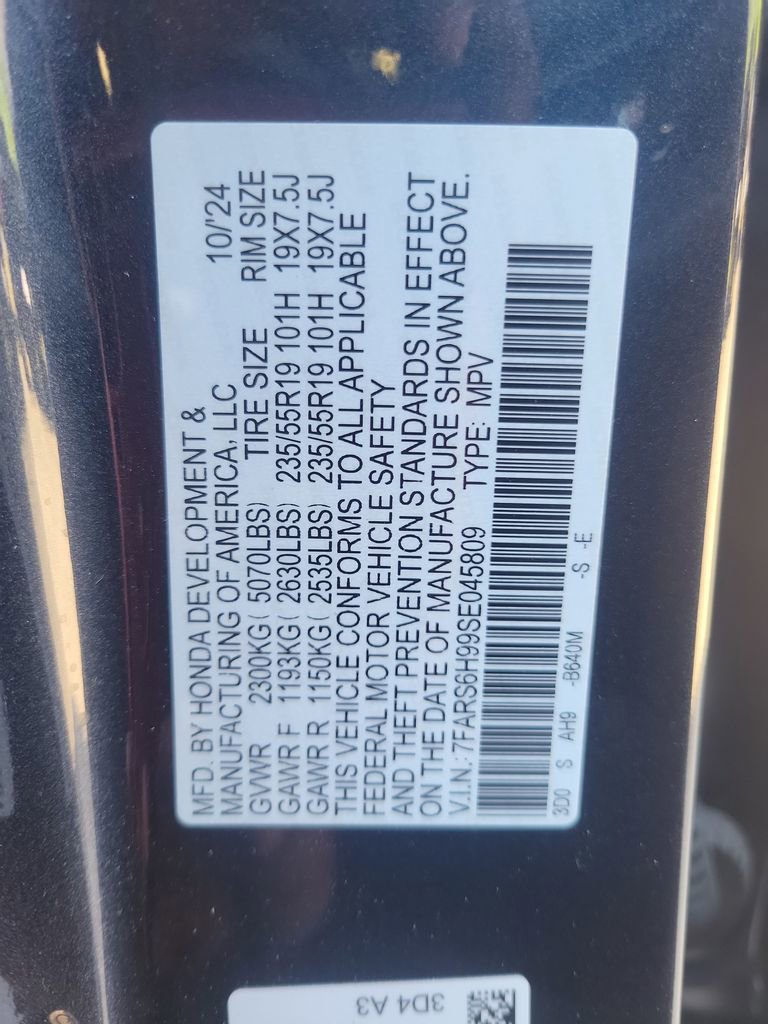 MFD. BY HONDA DEVELOPMENT &
MANUFACTURING OF AMERICA, LLC 10/'24
GVWR 2300KG( 5070LBS) TIRE SIZE RIM SIZE
GAWR F 1193KG( 2630LBS) 235/55R19 101H 19X7.5J
GAWR R 1150KG( 2535LBS) 235/55R19 101H 19X7.5J
THIS VEHICLE CONFORMS TO ALL APPLICABLE
FEDERAL MOTOR VEHICLE SAFETY
AND THEFT PREVENTION STANDARDS IN EFFECT
ON THE DATE OF MANUFACTURE SHOWN ABOVE.
V.I.N.:7FARS6H99SE045809 TYPE: MPV
3D0 S AH9 -B640M -S -E
3D4 A3